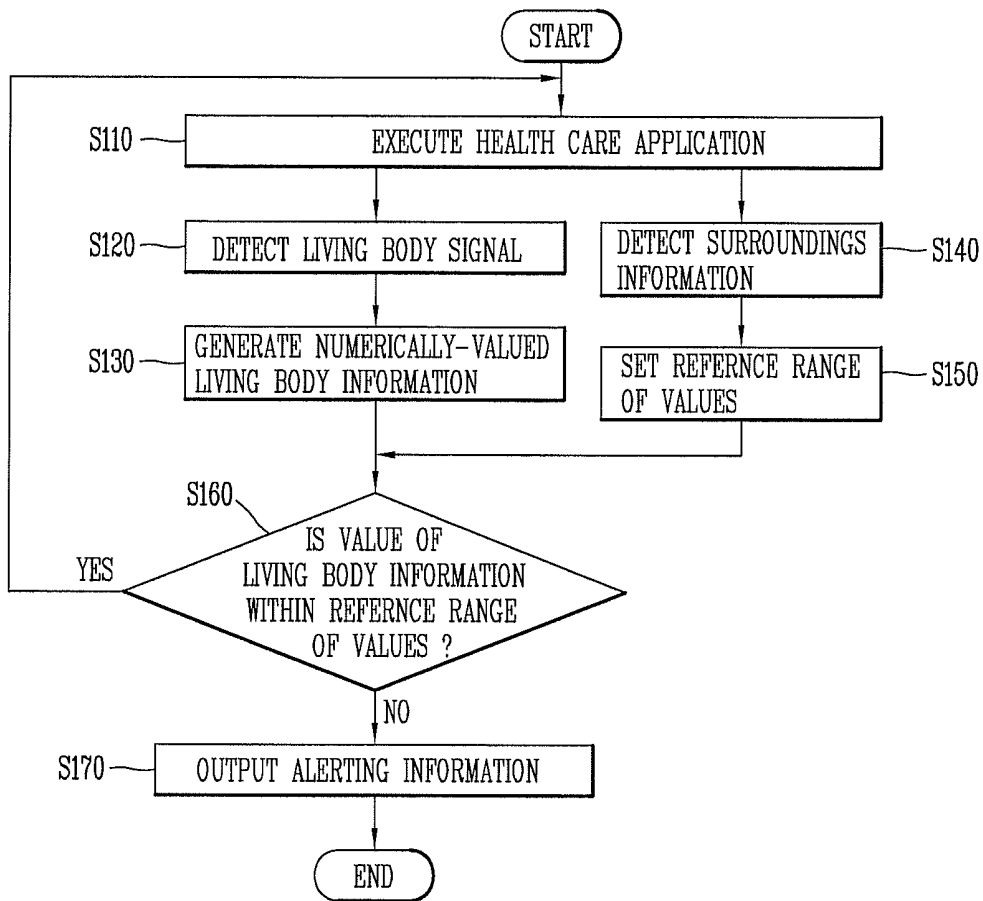 START
S110
EXECUTE HEALTH CARE APPLICATION
S120
DETECT LIVING BODY SIGNAL
DETECT SURROUNDINGS
INFORMATION
S140
S130
GENERATE NUMERICALLY-VALUED
LIVING BODY INFORMATION
SET REFERNCE RANGE
OF VALUES
S150
S160
IS VALUE OF
LIVING BODY INFORMATION
WITHIN REFERNCE RANGE
OF VALUES ?
YES
NO
S170
OUTPUT ALERTING INFORMATION
END